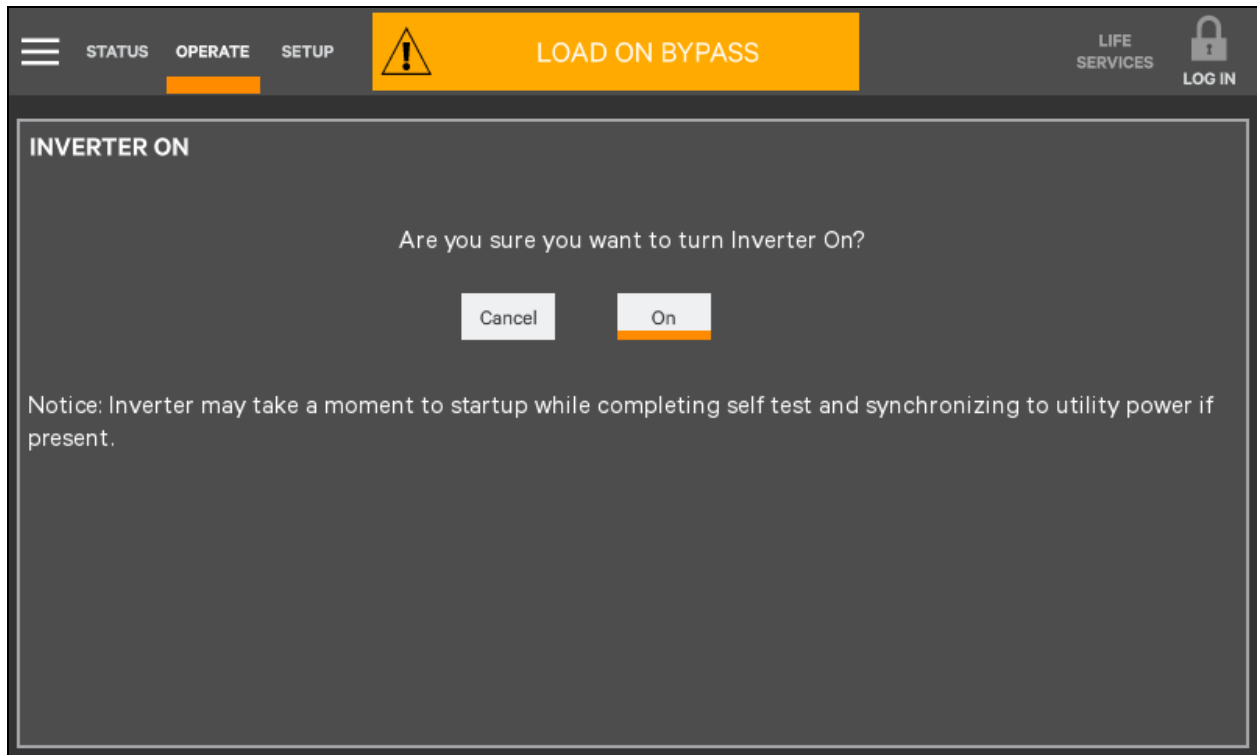 STATUS OPERATE SETUP LOAD ON BYPASS LIFE
SERVICES LOG IN
INVERTER ON
Are you sure you want to turn Inverter On?
Cancel On
Notice: Inverter may take a moment to startup while completing self test and synchronizing to utility power if
present.